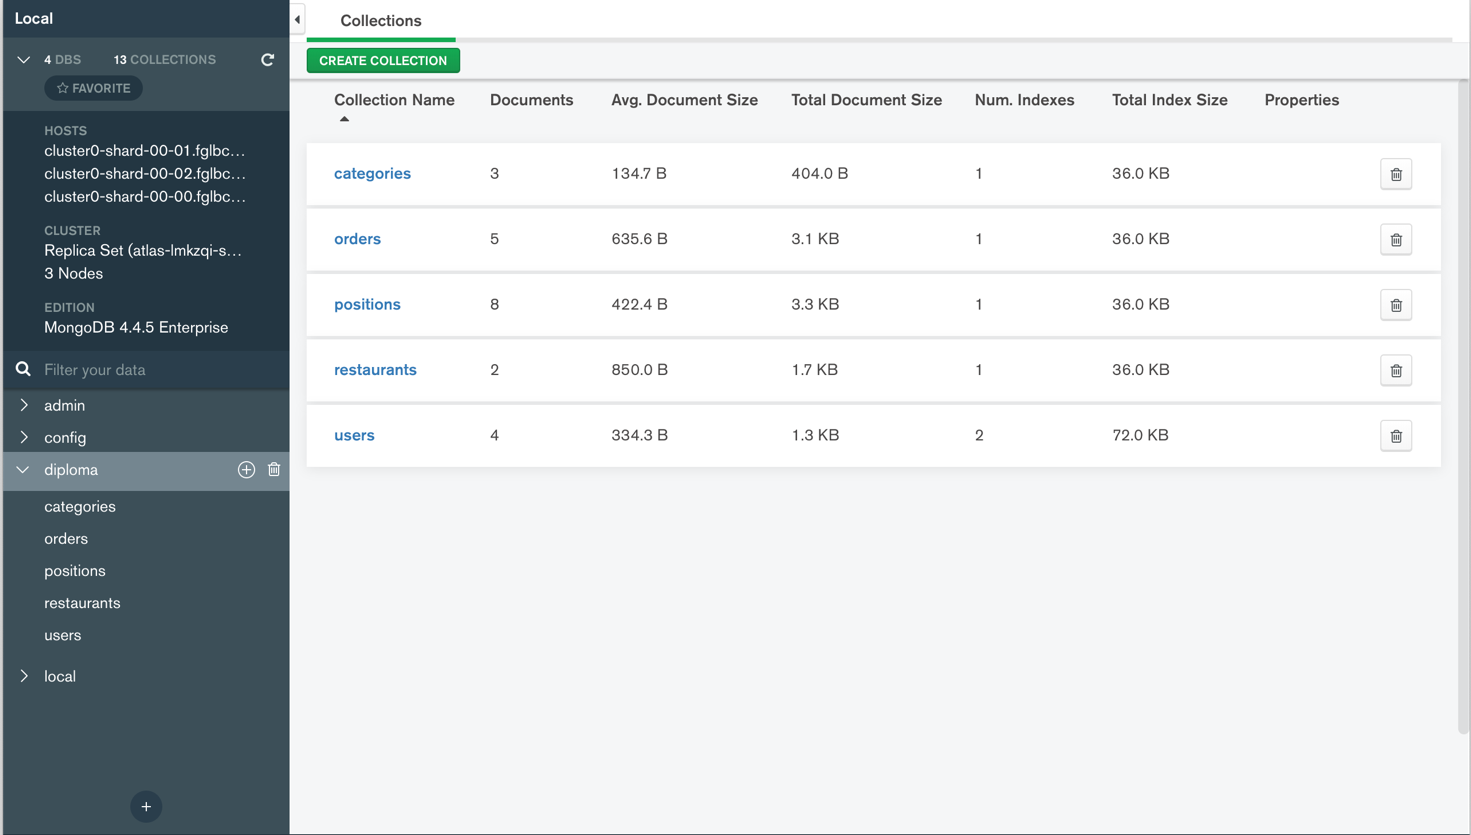 Local
4 DBS 13 COLLECTIONS
FAVORITE
HOSTS
cluster0-shard-00-01.fglbc...
cluster0-shard-00-02.fglbc...
cluster0-shard-00-00.fglbc...
CLUSTER
Replica Set (atlas-lmkzqi-s...
3 Nodes
EDITION
MongoDB 4.4.5 Enterprise
Filter your data
admin
config
diploma
categories
orders
positions
restaurants
users
local
Collections
CREATE COLLECTION
Collection Name Documents Avg. Document Size Total Document Size Num. Indexes Total Index Size Properties
categories 3 134.7 B 404.0 B 1 36.0 KB
orders 5 635.6 B 3.1 KB 1 36.0 KB
positions 8 422.4 B 3.3 KB 1 36.0 KB
restaurants 2 850.0 B 1.7 KB 1 36.0 KB
users 4 334.3 B 1.3 KB 2 72.0 KB